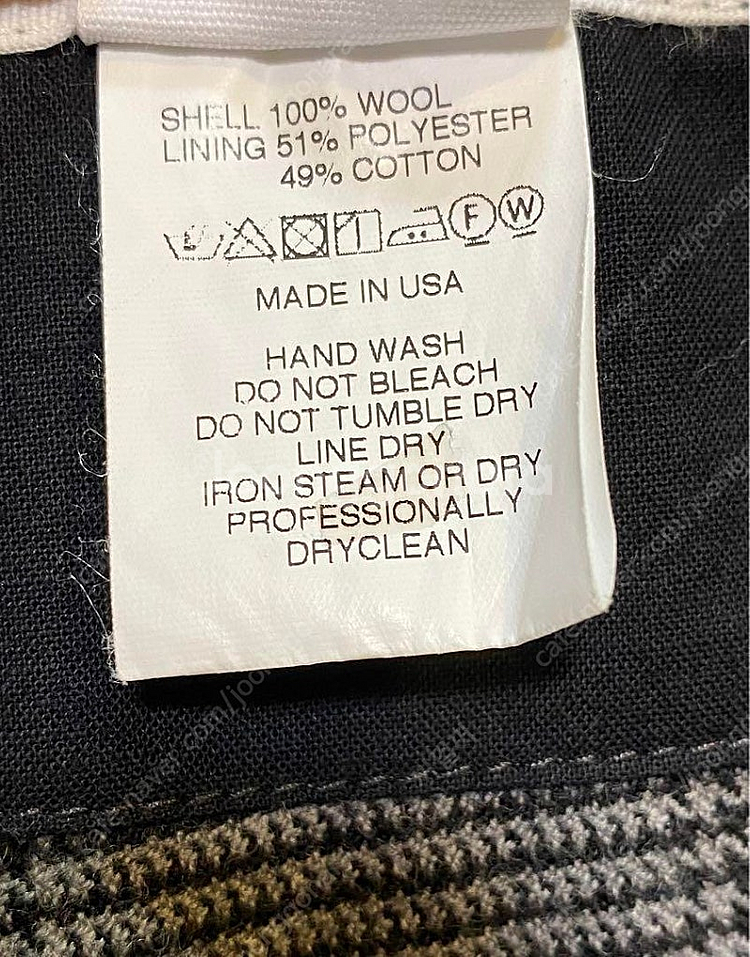 SHELL 100% WOOL
LINING 51% POLYESTER
49% COTTON
F W
MADE IN USA
HAND WASH
DO NOT BLEACH
DO NOT TUMBLE DRY
LINE DRY
IRON STEAM OR DRY
PROFESSIONALLY
DRYCLEAN